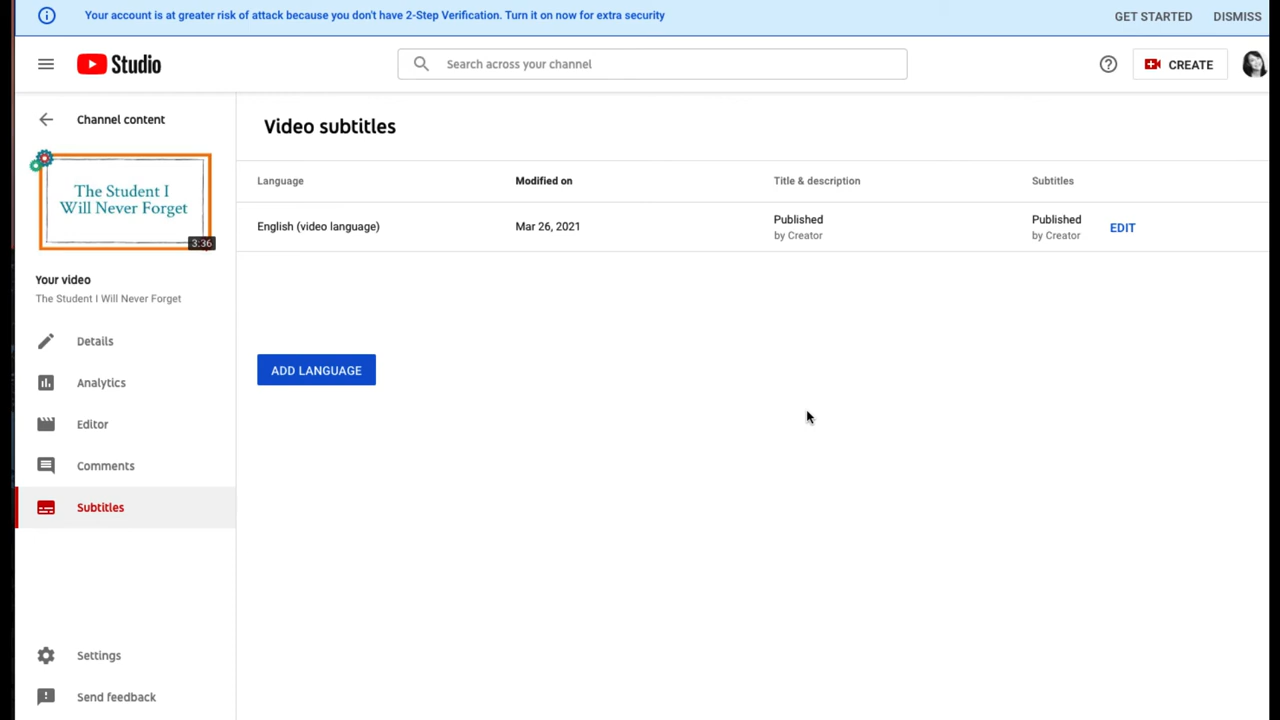 Your account is at greater risk of attack because you don't have 2-Step Verification. Turn it on now for extra security
GET STARTED
DISMISS
Studio
Search across your channel
CREATE
Channel content
The Student I
Will Never Forget
3:36
Your video
The Student I Will Never Forget
Details
Analytics
Editor
Comments
Subtitles
Settings
Send feedback
Video subtitles
Language
Modified on
Title & description
Subtitles
English (video language)
Mar 26, 2021
Published
by Creator
Published
by Creator
EDIT
ADD LANGUAGE